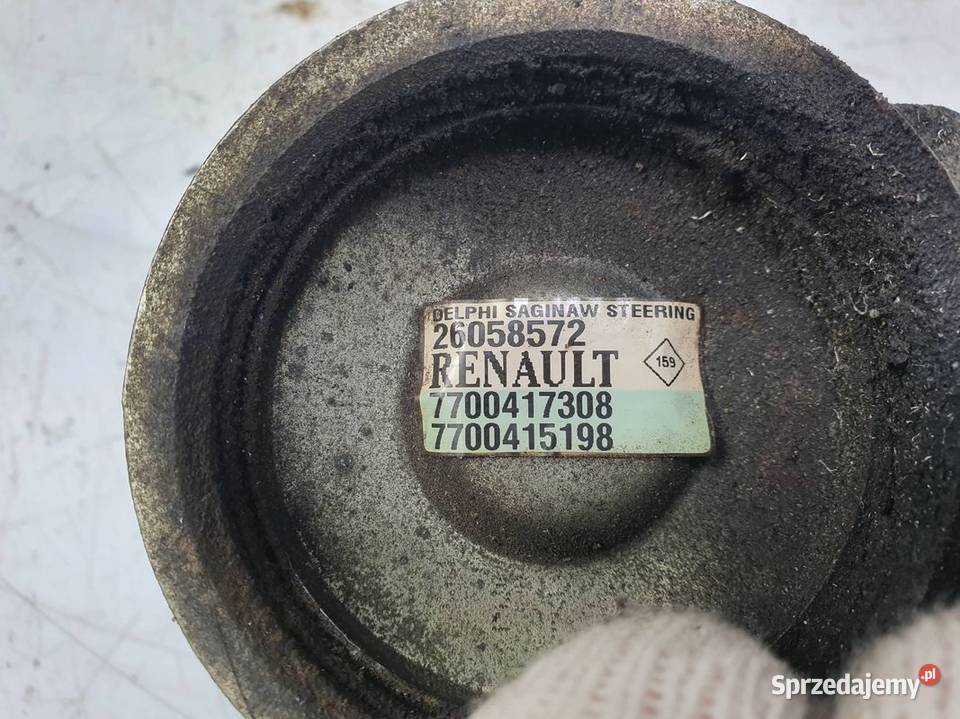 DELPHI SAGINAW STEERING
26058572
RENAULT
159
7700417308
7700415198
Sprzedajemy.pl